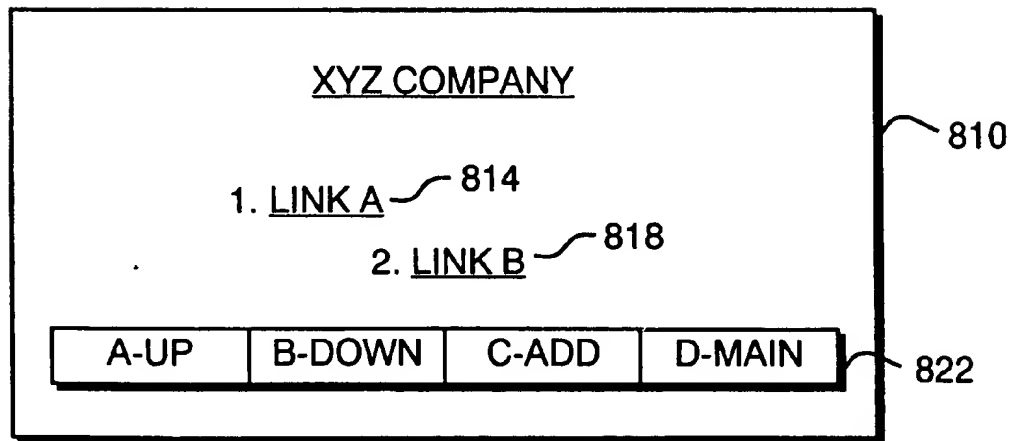 XYZ COMPANY
810
1. LINK A 814
2. LINK B 818
A-UP B-DOWN C-ADD D-MAIN
822